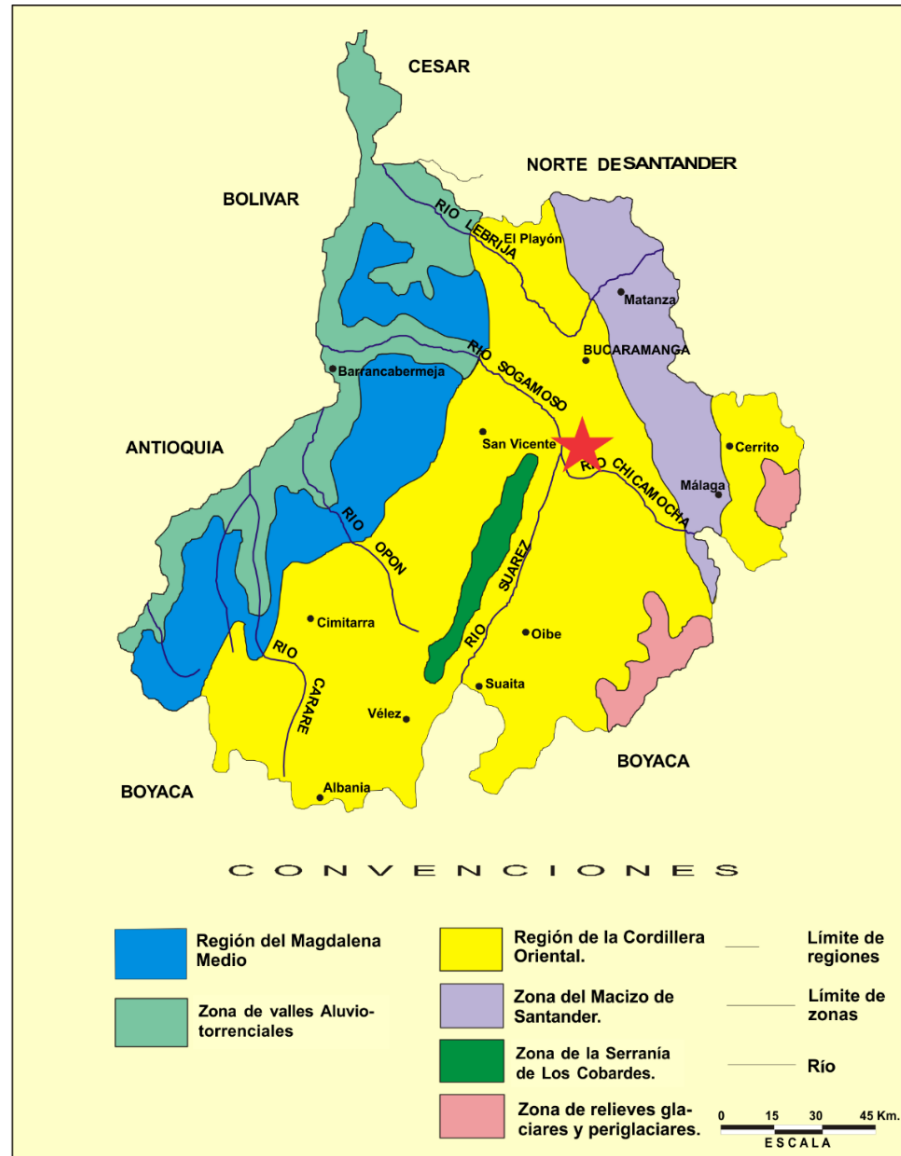 CESAR
NORTE DE SANTANDER
BOLIVAR
RIO LEBRIJA
El Playón
Matanza
BUCARAMANGA
RIO SOGAMOSO
Barrancabermeja
ANTIOQUIA
San Vicente
Cerrito
RIO CHICAMOCHA
Málaga
RIO OPON
RIO SUAREZ
Cimitarra
Oibe
RIO CARARE
Suaita
Vélez
BOYACA
BOYACA
Albania
CONVENCIONES
Región del Magdalena
Medio
Zona de valles Aluvio-
torrenciales
Región de la Cordillera
Oriental.
Zona del Macizo de
Santander.
Zona de la Serranía
de Los Cobardes.
Zona de relieves gla-
ciares y periglaciares.
Límite de
regiones
Límite de
zonas
Río
0 15 30 45 Km.
ESCALA